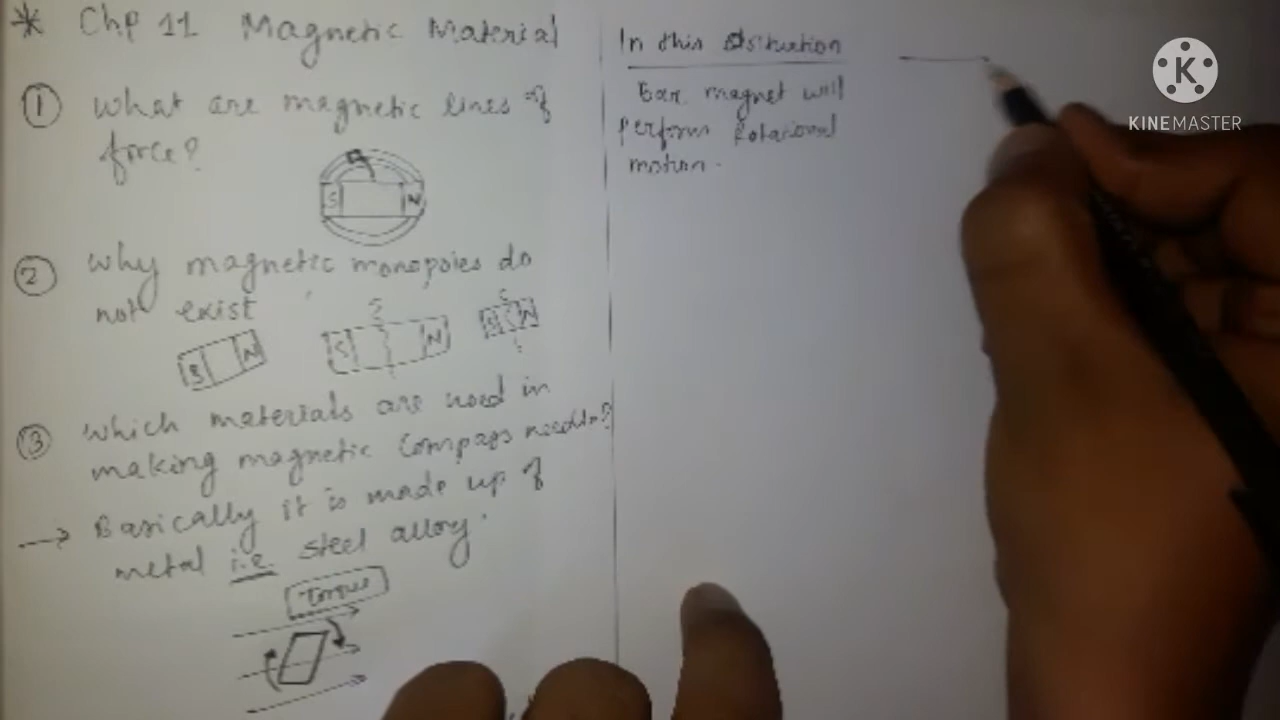 * Chp 11 Magnetic Material
① What are magnetic lines of
force?
S N
② Why magnetic monopoles do
not exist
S N
S N
S N
③ Which materials are used in
making magnetic compass needle?
→ Basically it is made up of
metal i.e. steel alloy.
Torque
In this situation
Bar magnet will
perform Rotational
motion.
K
KINEMASTER